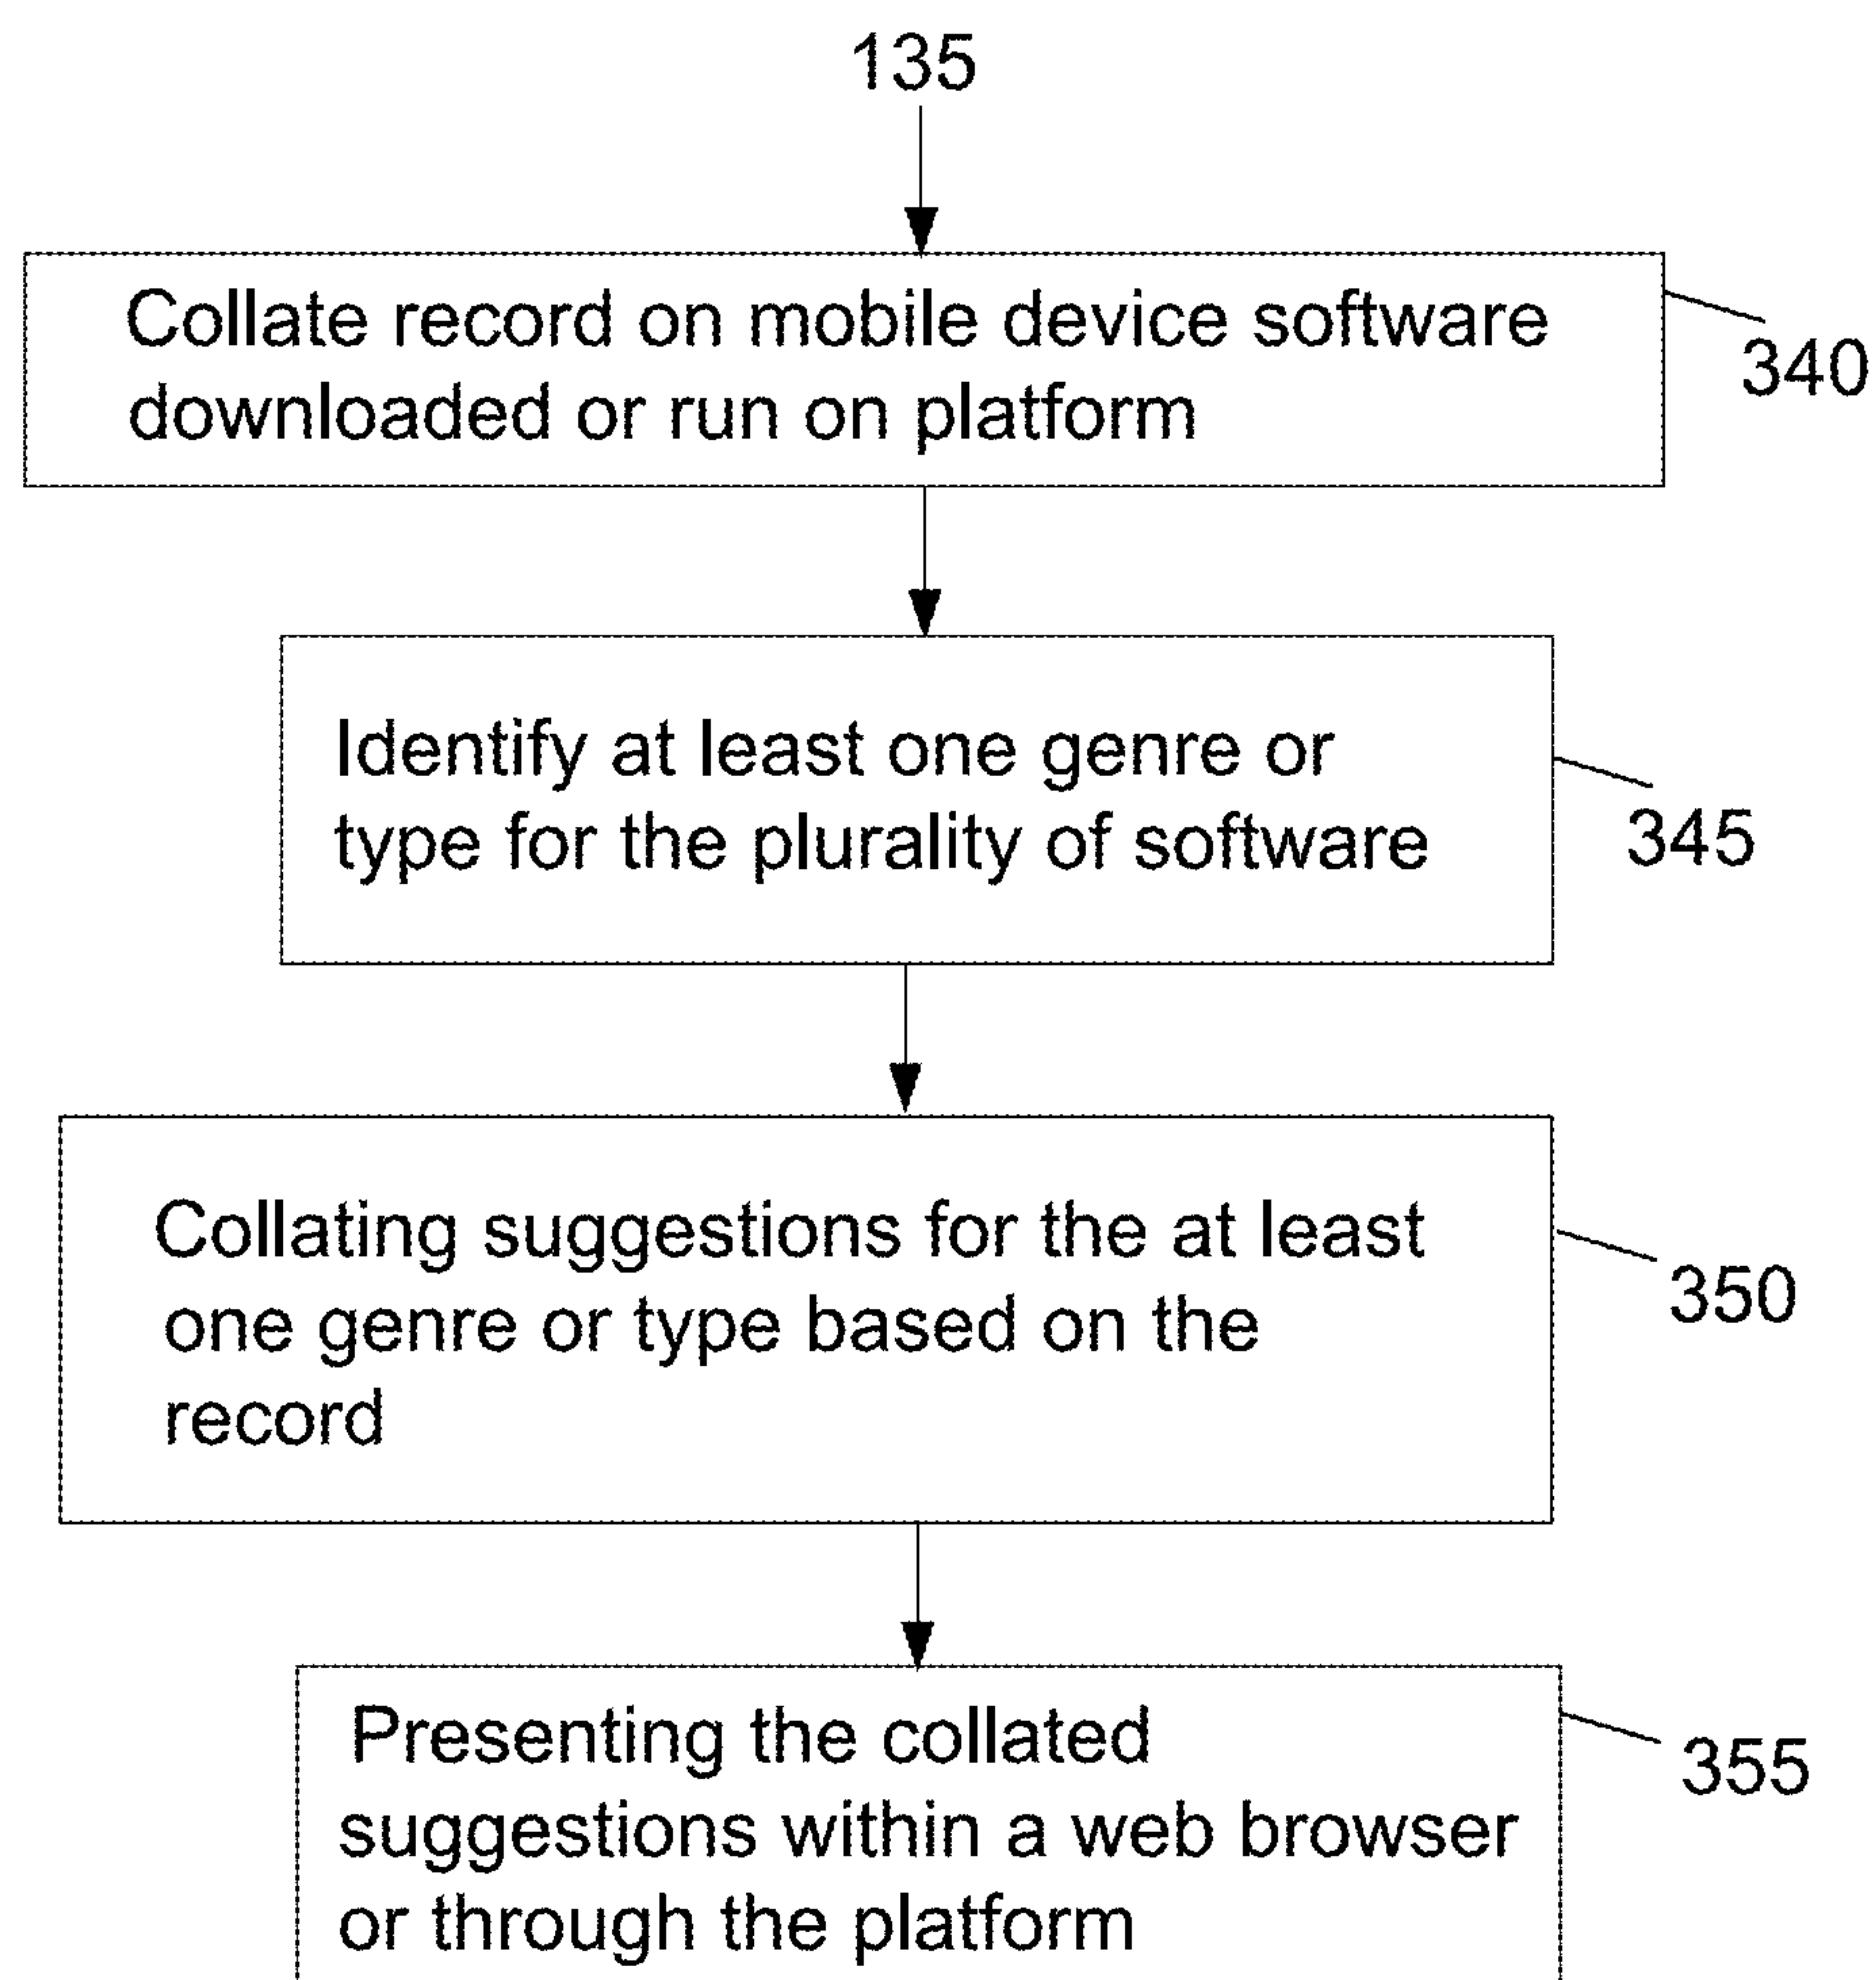 135
Collate record on mobile device software
downloaded or run on platform
340
Identify at least one genre or
type for the plurality of software
345
Collating suggestions for the at least
one genre or type based on the
record
350
Presenting the collated
suggestions within a web browser
or through the platform
355